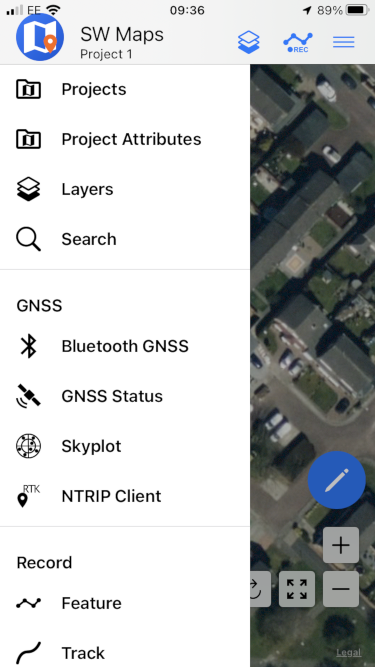 EE 09:36 89%
SW Maps
Project 1
REC
Projects
Project Attributes
Layers
Search
GNSS
Bluetooth GNSS
GNSS Status
Skyplot
RTK
NTRIP Client
Record
Feature
Track
Legal